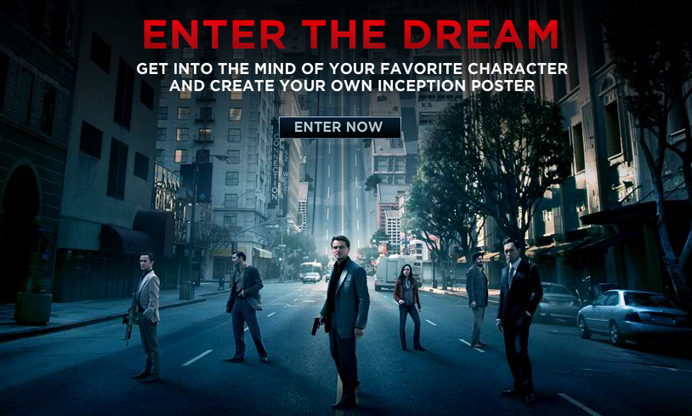 ENTER THE DREAM
GET INTO THE MIND OF YOUR FAVORITE CHARACTER
AND CREATE YOUR OWN INCEPTION POSTER
ENTER NOW
CONNECTION